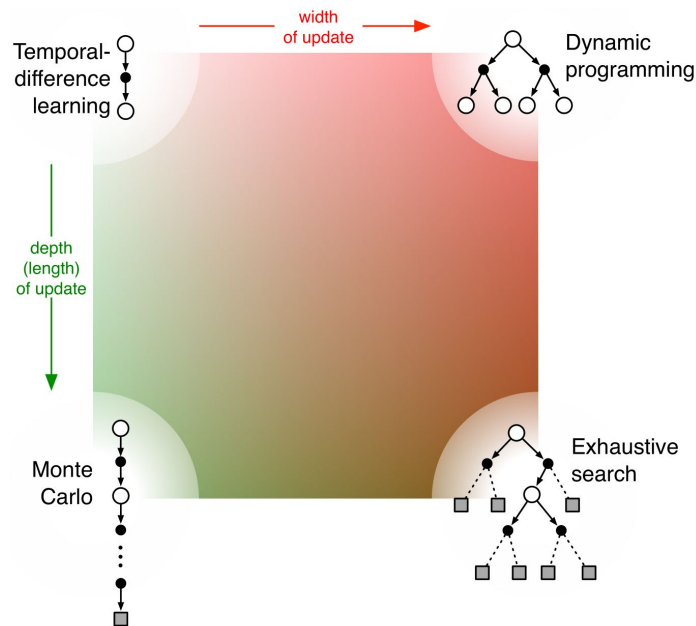 width
of update
Temporal-
difference
learning
Dynamic
programming
depth
(length)
of update
Monte
Carlo
Exhaustive
search